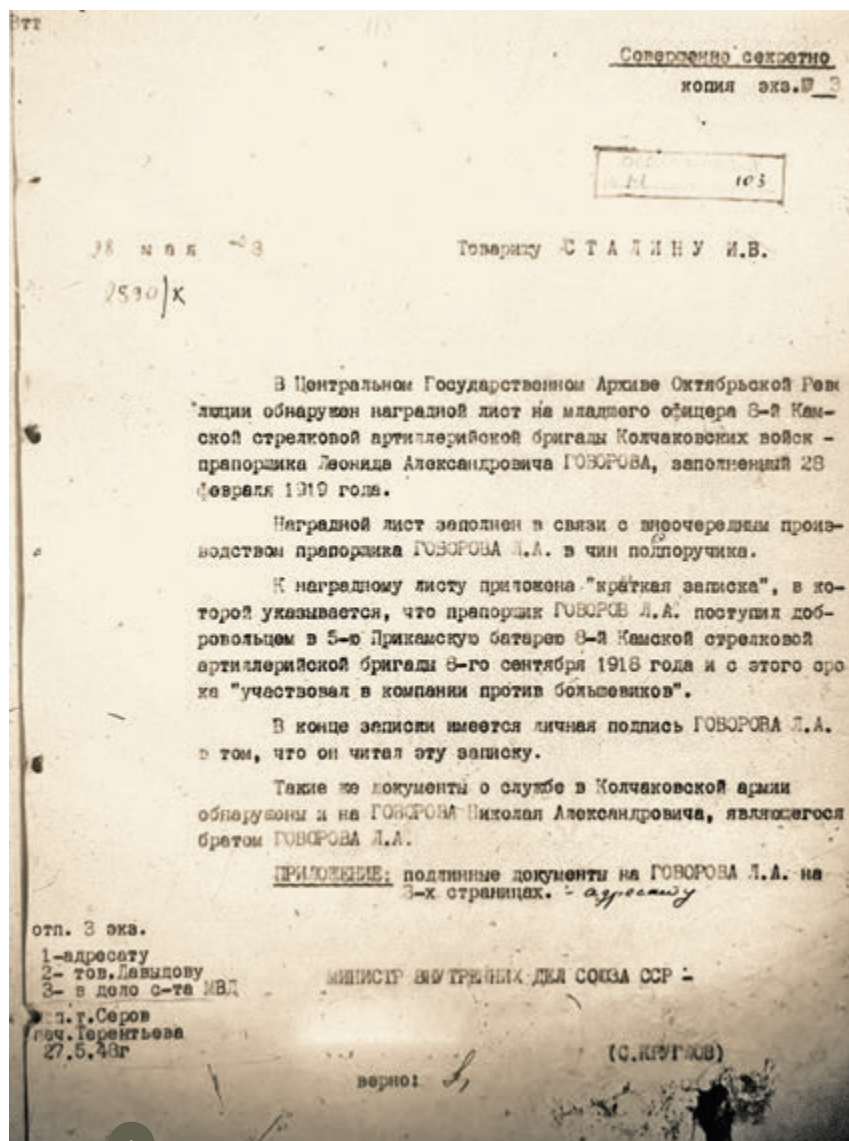 Совершенно секретно
копия экз.№ 3
103
28 мая 8
Товарищу СТАЛИНУ И.В.
2590/к
В Центральном Государственном Архиве Октябрьской Рево
люции обнаружен наградной лист на младшего офицера 8-й Кам-
ской стрелковой артиллерийской бригады Колчаковских войск -
прапорщика Леонида Александровича ГОВОРОВА, заполненный 28
февраля 1919 года.
Наградной лист заполнен в связи с внеочередным произ-
водством прапорщика ГОВОРОВА Л.А. в чин подпоручика.
К наградному листу приложена "краткая записка", в ко-
торой указывается, что прапорщик ГОВОРОВ Л.А. поступил доб-
ровольцем в 5-ю Прикамскую батарею 8-й Камской стрелковой
артиллерийской бригады 8-го сентября 1918 года и с этого сро
ка "участвовал в компании против большевиков".
В конце записки имеется личная подпись ГОВОРОВА Л.А.
в том, что он читал эту записку.
Такие же документы о службе в Колчаковской армии
обнаружены и на ГОВОРОВА Николая Александровича, являющегося
братом ГОВОРОВА Л.А.
ПРИЛОЖЕНИЕ: подлинные документы на ГОВОРОВА Л.А. на
3-х страницах. - адресату
отп. 3 экз.
1-адресату
2- тов.Давыдову
3- в дело с-та МВД
МИНИСТР ВНУТРЕННИХ ДЕЛ СОЮЗА ССР -
исп.т.Серов
печ.Терентьева
27.5.48г
(С.КРУГЛОВ)
верно: